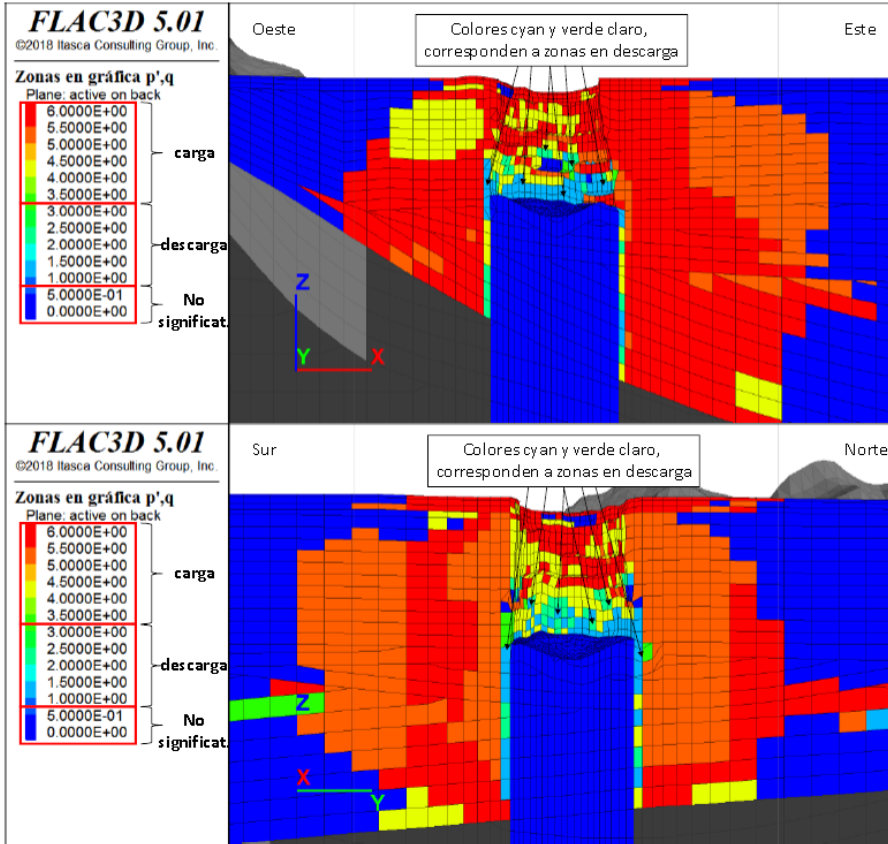 FLAC3D 5.01
©2018 Itasca Consulting Group, Inc.
Zonas en gráfica p',q
Plane: active on back
6.0000E+00
5.5000E+00
5.0000E+00
4.5000E+00
4.0000E+00
3.5000E+00
3.0000E+00
2.5000E+00
2.0000E+00
1.5000E+00
1.0000E+00
5.0000E-01
0.0000E+00
carga
descarga
No
significat.
Oeste
Colores cyan y verde claro,
corresponden a zonas en descarga
Este
Z
Y
X
FLAC3D 5.01
©2018 Itasca Consulting Group, Inc.
Zonas en gráfica p',q
Plane: active on back
6.0000E+00
5.5000E+00
5.0000E+00
4.5000E+00
4.0000E+00
3.5000E+00
3.0000E+00
2.5000E+00
2.0000E+00
1.5000E+00
1.0000E+00
5.0000E-01
0.0000E+00
carga
descarga
No
significat.
Sur
Colores cyan y verde claro,
corresponden a zonas en descarga
Norte
Z
X
Y